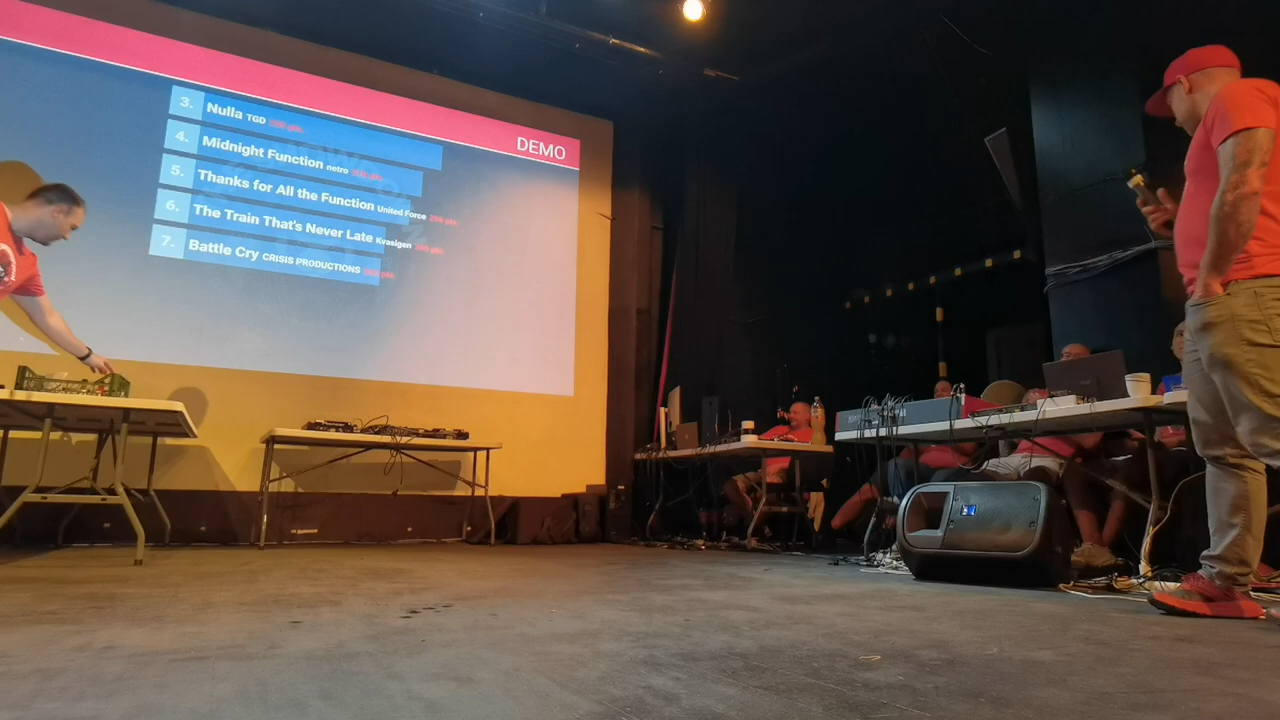 DEMO
3. Nulla TGD
4. Midnight Function netro
5. Thanks for All the Function United Force
6. The Train That's Never Late Kvasigen
7. Battle Cry CRISIS PRODUCTIONS